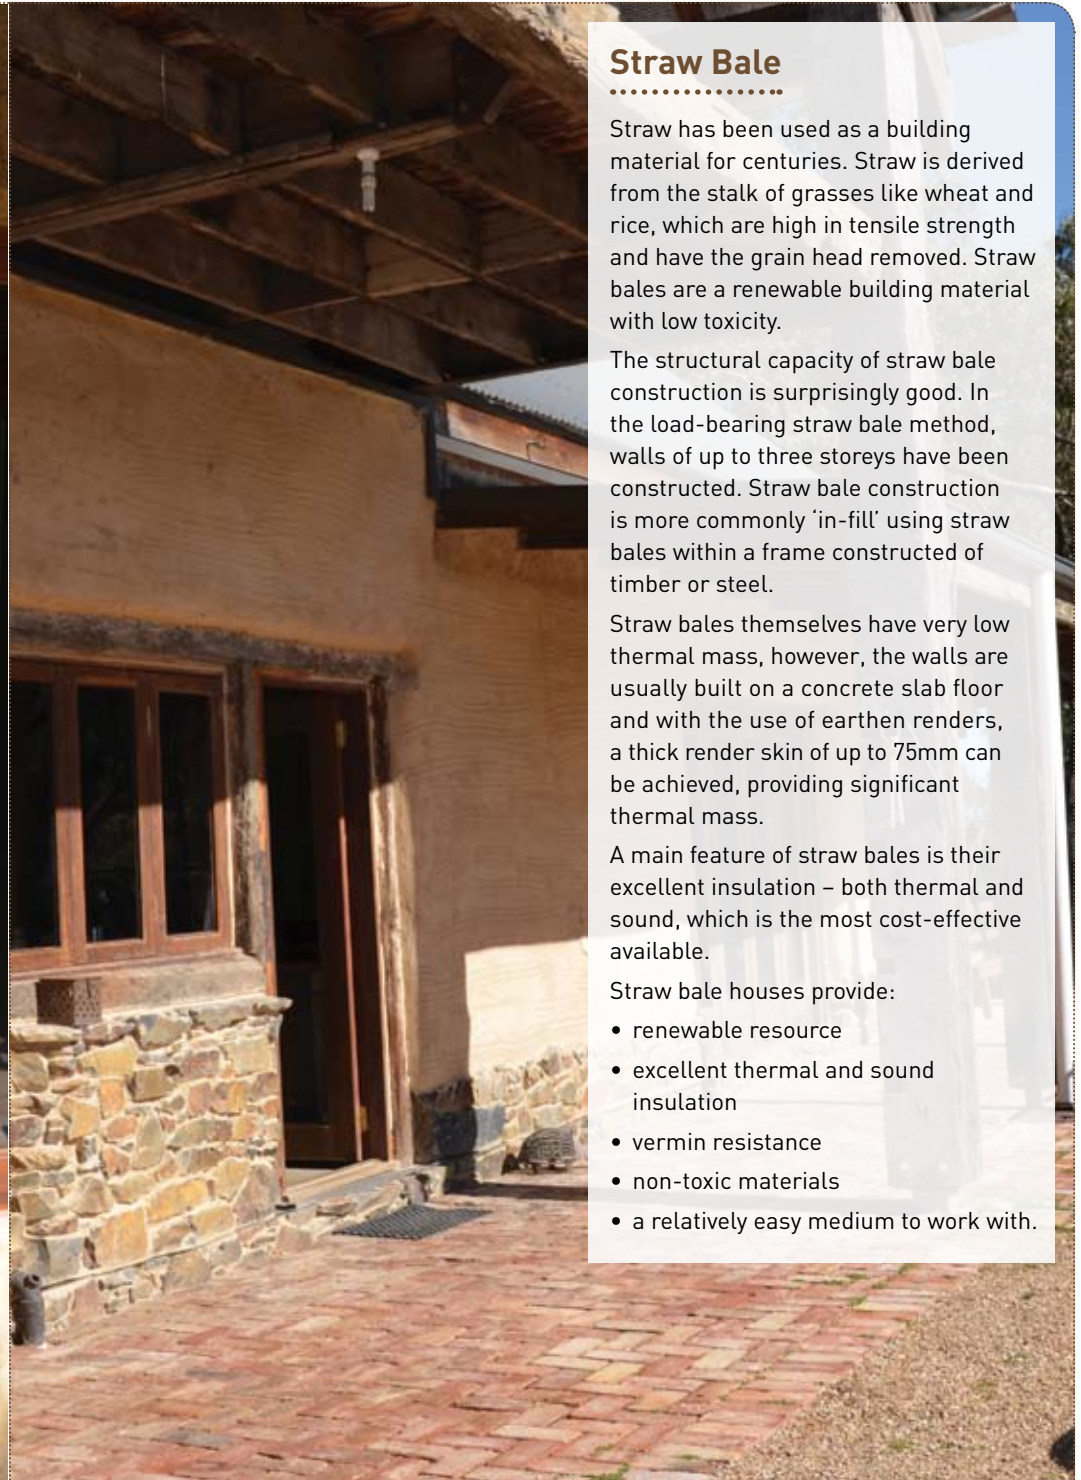 Straw Bale
Straw has been used as a building
material for centuries. Straw is derived
from the stalk of grasses like wheat and
rice, which are high in tensile strength
and have the grain head removed. Straw
bales are a renewable building material
with low toxicity.
The structural capacity of straw bale
construction is surprisingly good. In
the load-bearing straw bale method,
walls of up to three storeys have been
constructed. Straw bale construction
is more commonly ‘in-fill’ using straw
bales within a frame constructed of
timber or steel.
Straw bales themselves have very low
thermal mass, however, the walls are
usually built on a concrete slab floor
and with the use of earthen renders,
a thick render skin of up to 75mm can
be achieved, providing significant
thermal mass.
A main feature of straw bales is their
excellent insulation – both thermal and
sound, which is the most cost-effective
available.
Straw bale houses provide:
• renewable resource
• excellent thermal and sound
insulation
• vermin resistance
• non-toxic materials
• a relatively easy medium to work with.